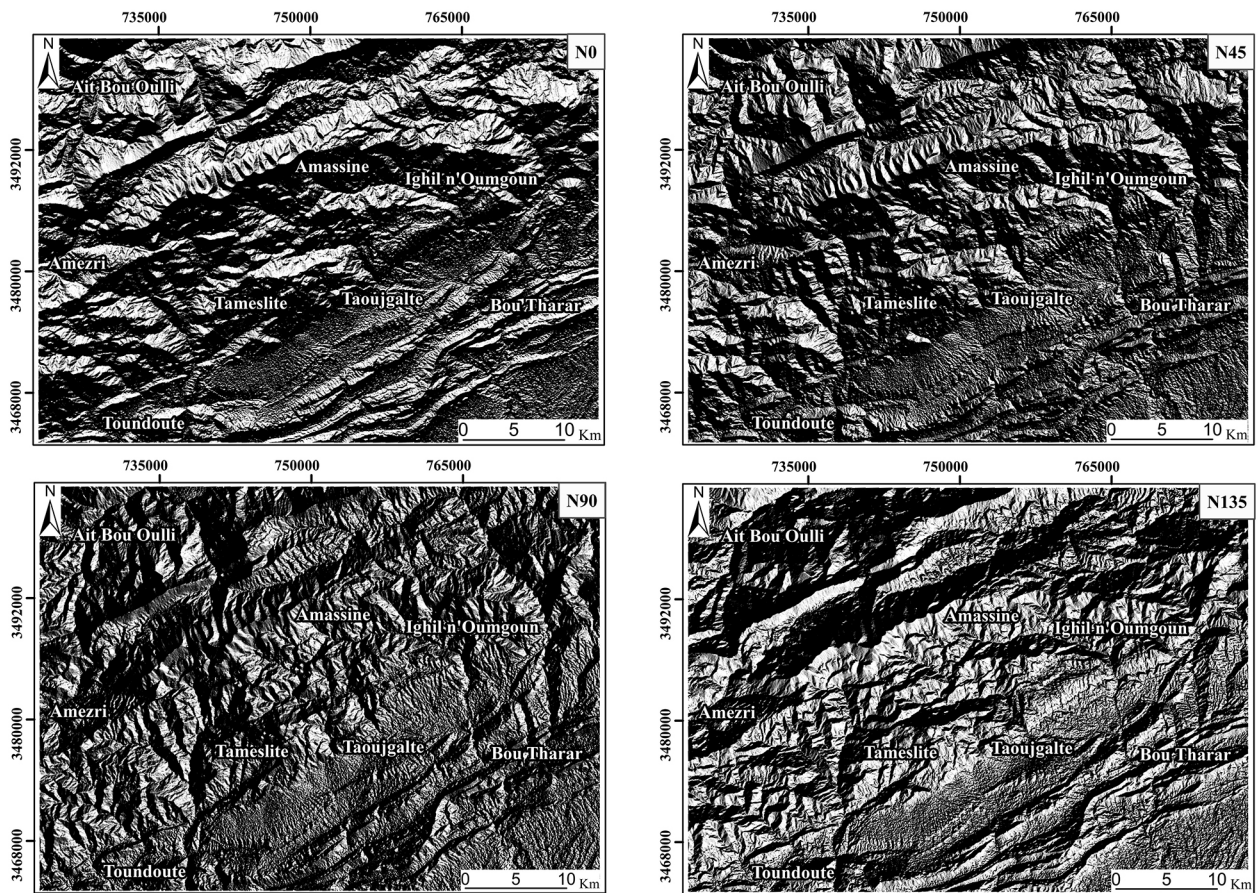 735000 750000 765000
N
N0
Ait Bou Oulli
3492000
Amassine
Ighil n'Oumgoun
Amezri
3480000
Tameslite
Taoujgalte
Bou Tharar
3468000
Toundoute
0 5 10 Km
735000 750000 765000
N
N45
Ait Bou Oulli
3492000
Amassine
Ighil n'Oumgoun
Amezri
3480000
Tameslite
Taoujgalte
Bou Tharar
3468000
Toundoute
0 5 10 Km
735000 750000 765000
N
N90
Ait Bou Oulli
3492000
Amassine
Ighil n'Oumgoun
Amezri
3480000
Tameslite
Taoujgalte
Bou Tharar
3468000
Toundoute
0 5 10 Km
735000 750000 765000
N
N135
Ait Bou Oulli
3492000
Amassine
Ighil n'Oumgoun
Amezri
3480000
Tameslite
Taoujgalte
Bou Tharar
3468000
Toundoute
0 5 10 Km